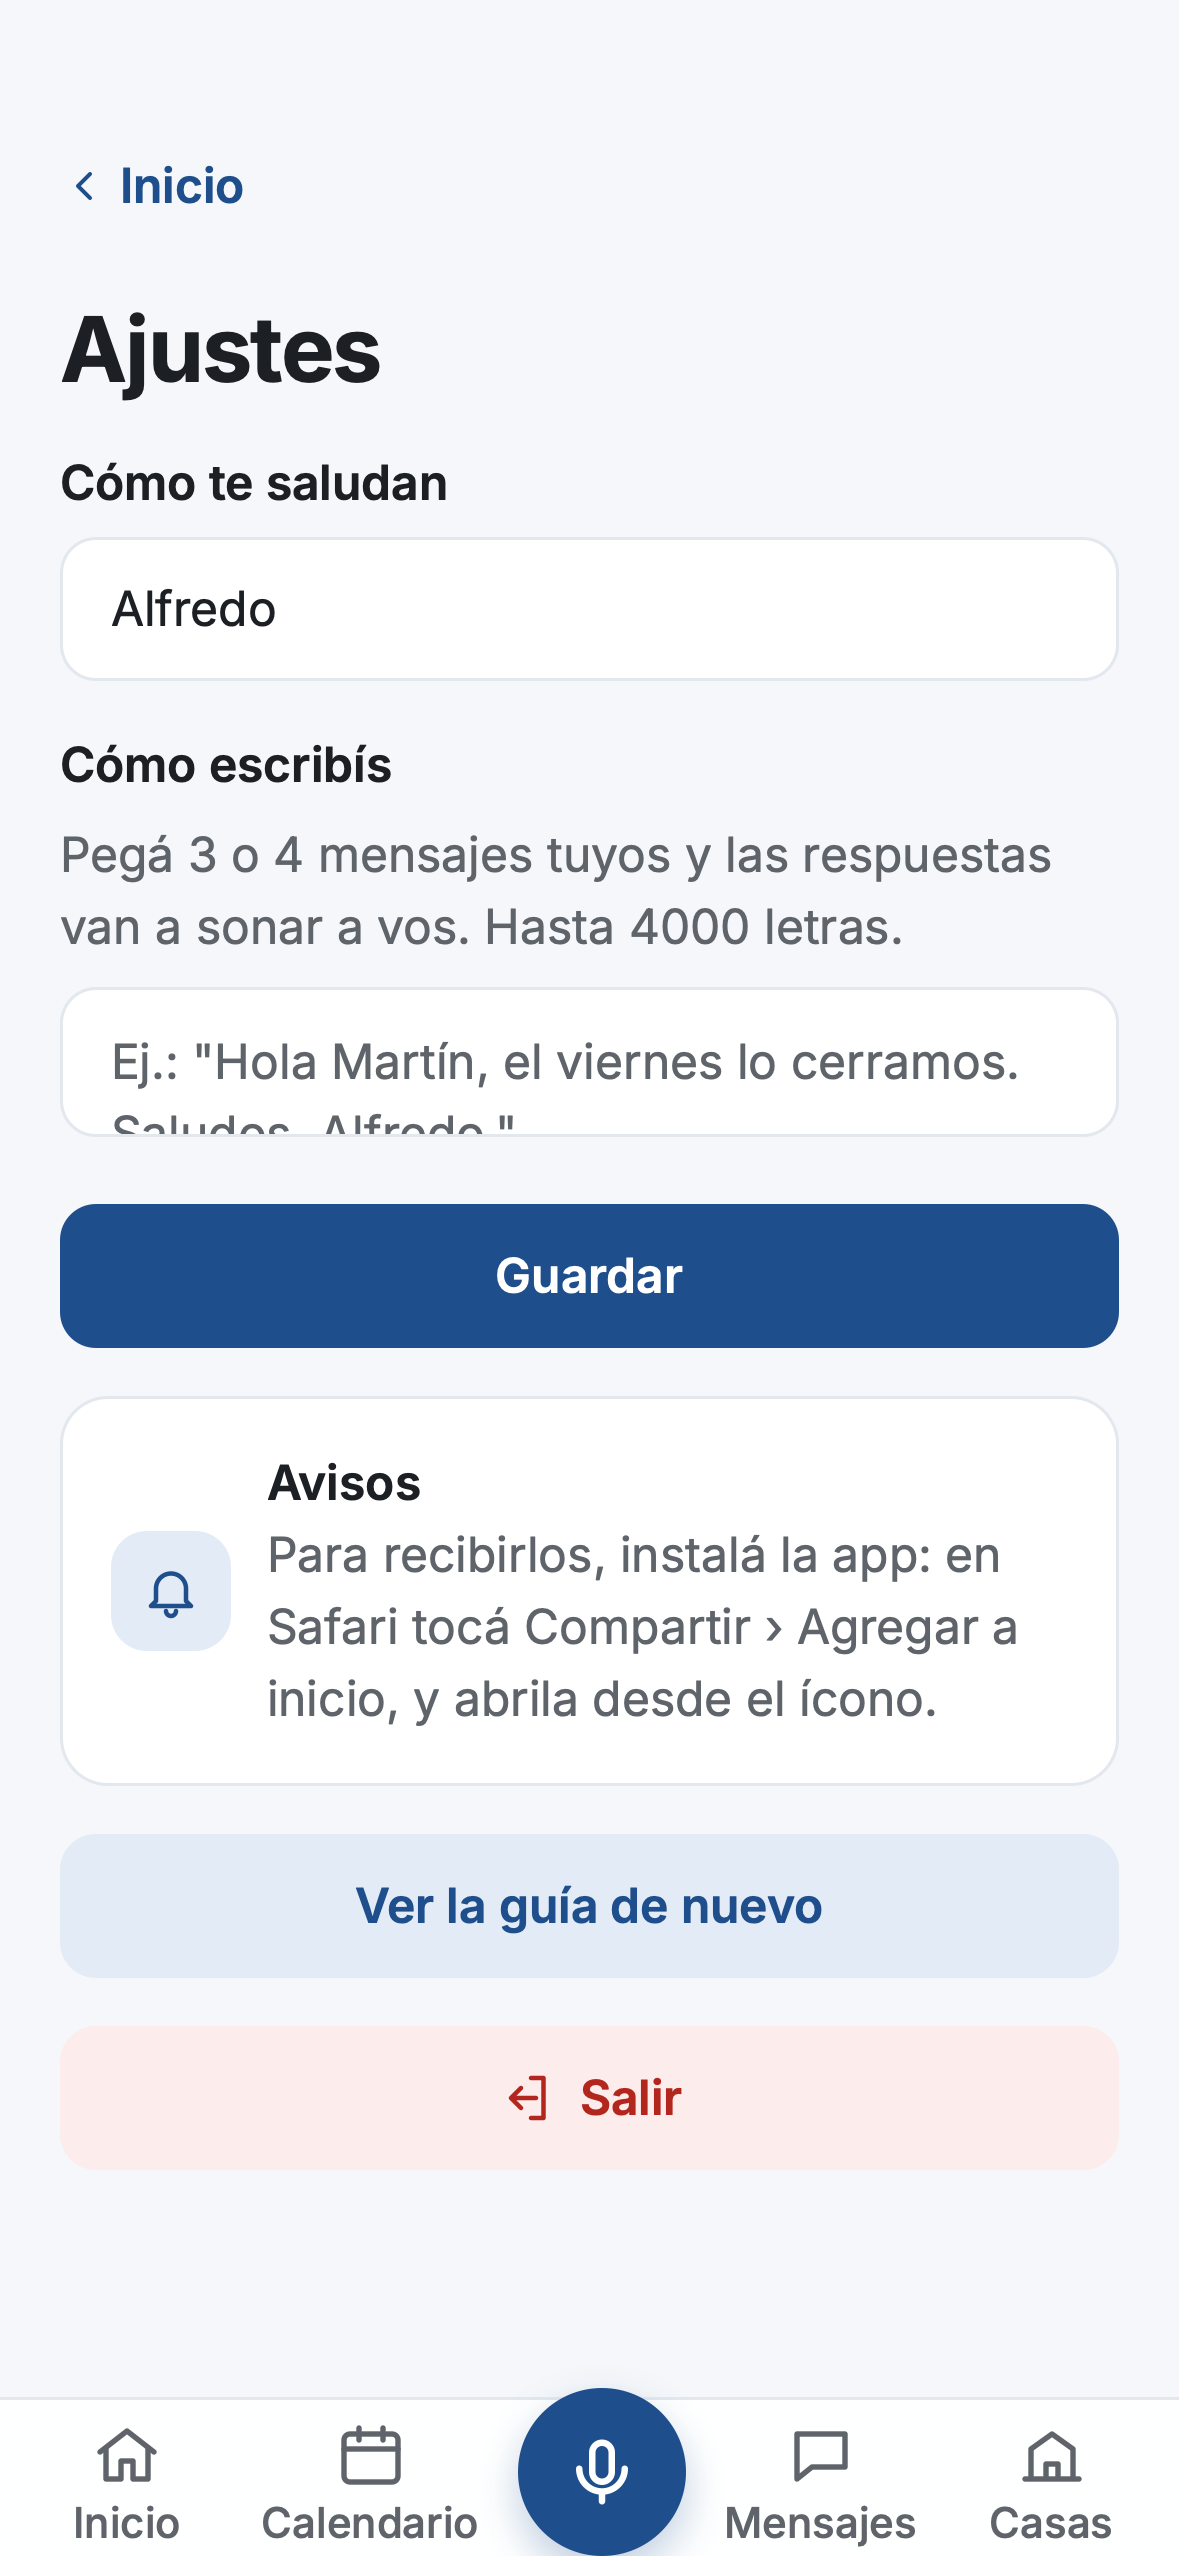 Inicio
Ajustes
Cómo te saludan
Alfredo
Cómo escribís
Pegá 3 o 4 mensajes tuyos y las respuestas
van a sonar a vos. Hasta 4000 letras.
Ej.: "Hola Martín, el viernes lo cerramos.
Saludos, Alfredo."
Guardar
Avisos
Para recibirlos, instalá la app: en
Safari tocá Compartir › Agregar a
inicio, y abrila desde el ícono.
Ver la guía de nuevo
Salir
Inicio
Calendario
Mensajes
Casas